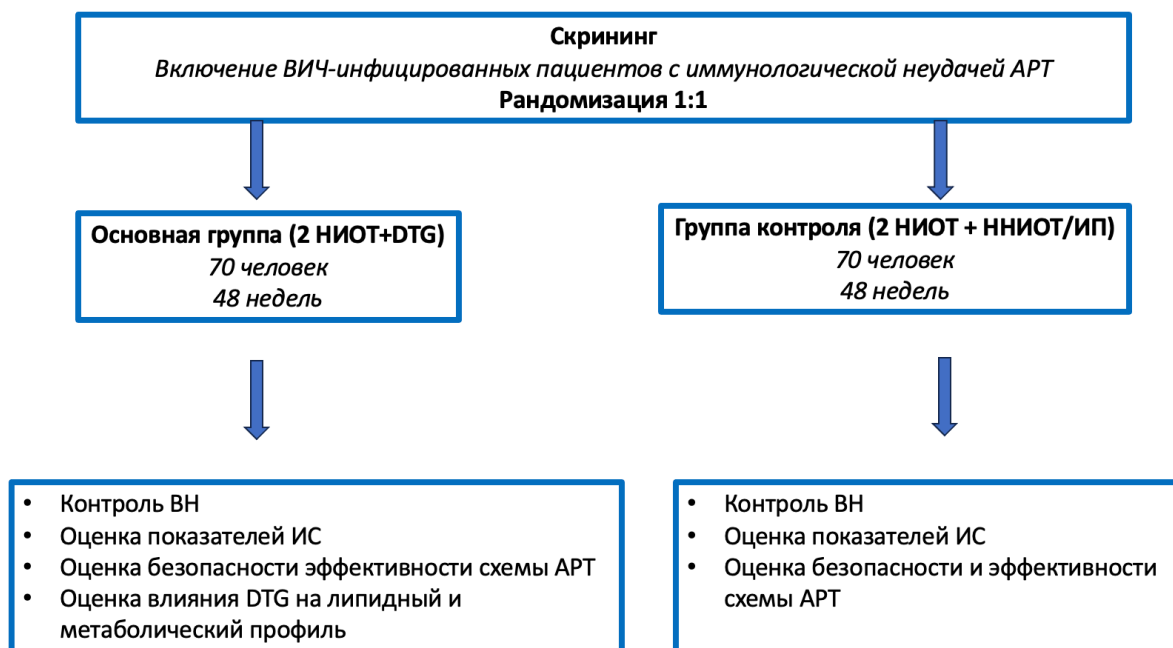 Скрининг
Включение ВИЧ-инфицированных пациентов с иммунологической неудачей АРТ
Рандомизация 1:1
Основная группа (2 НИОТ+DTG)
70 человек
48 недель
Группа контроля (2 НИОТ + ННИОТ/ИП)
70 человек
48 недель
• Контроль ВН
• Оценка показателей ИС
• Оценка безопасности эффективности схемы АРТ
• Оценка влияния DTG на липидный и
метаболический профиль
• Контроль ВН
• Оценка показателей ИС
• Оценка безопасности и эффективности
схемы АРТ